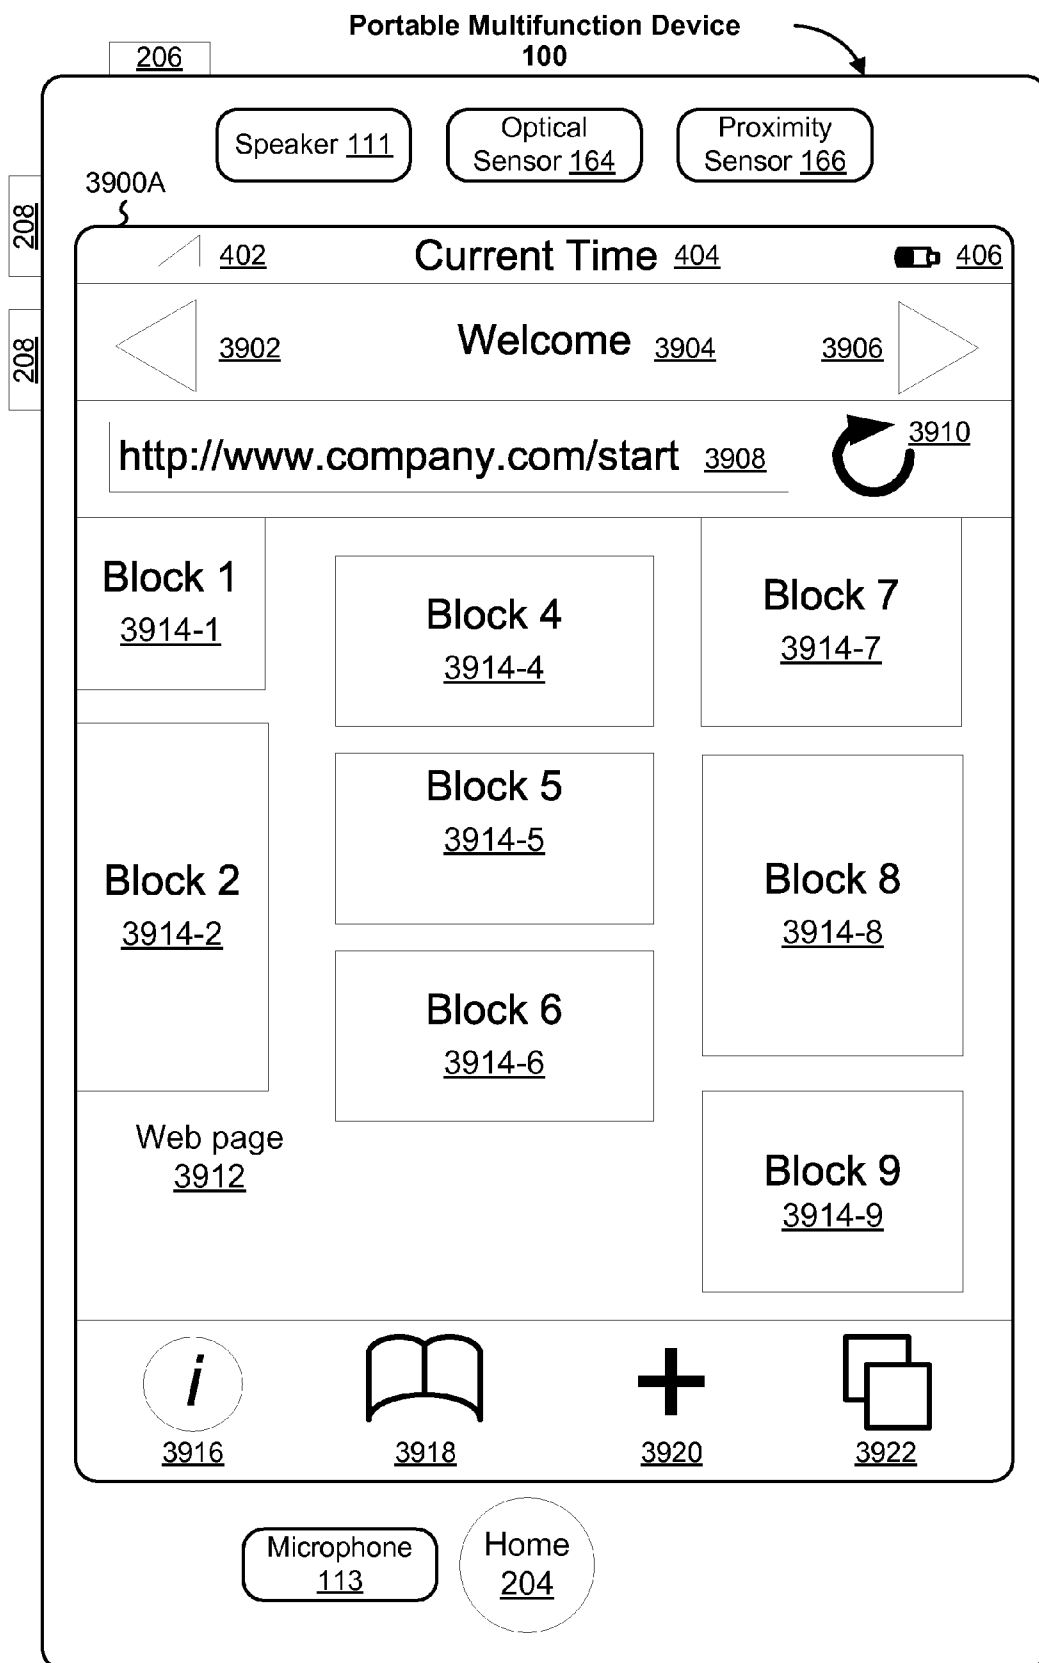 Portable Multifunction Device
100
206
Speaker 111
Optical
Sensor 164
Proximity
Sensor 166
3900A
208
208
402
Current Time 404
406
3902
Welcome 3904
3906
http://www.company.com/start 3908
3910
Block 1
3914-1
Block 2
3914-2
Web page
3912
Block 4
3914-4
Block 5
3914-5
Block 6
3914-6
Block 7
3914-7
Block 8
3914-8
Block 9
3914-9
i
3916
3918
3920
3922
Microphone
113
Home
204